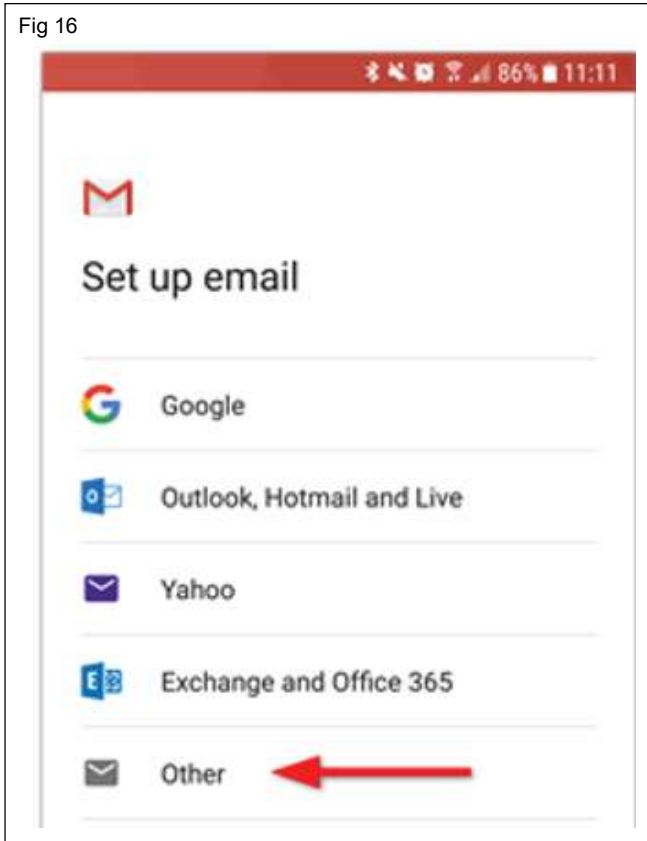 Fig 16
86% 11:11
Set up email
Google
Outlook, Hotmail and Live
Yahoo
Exchange and Office 365
Other